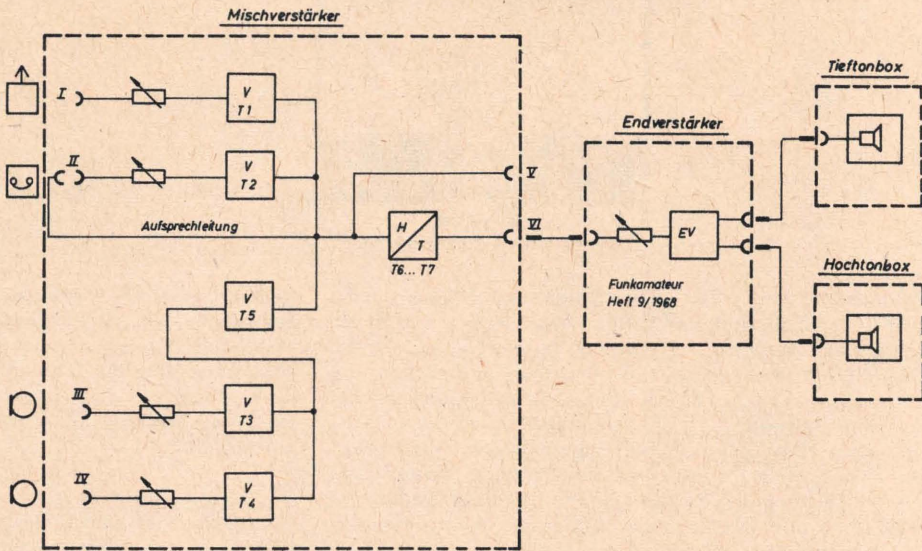 Mischverstärker
I
V
T1
II
V
T2
Aufsprechleitung
V
T5
III
V
T3
IV
V
T4
H
T
T6... T7
V
VI
Endverstärker
EV
Funkamateur
Heft 9/1968
Tieftonbox
Hochtonbox